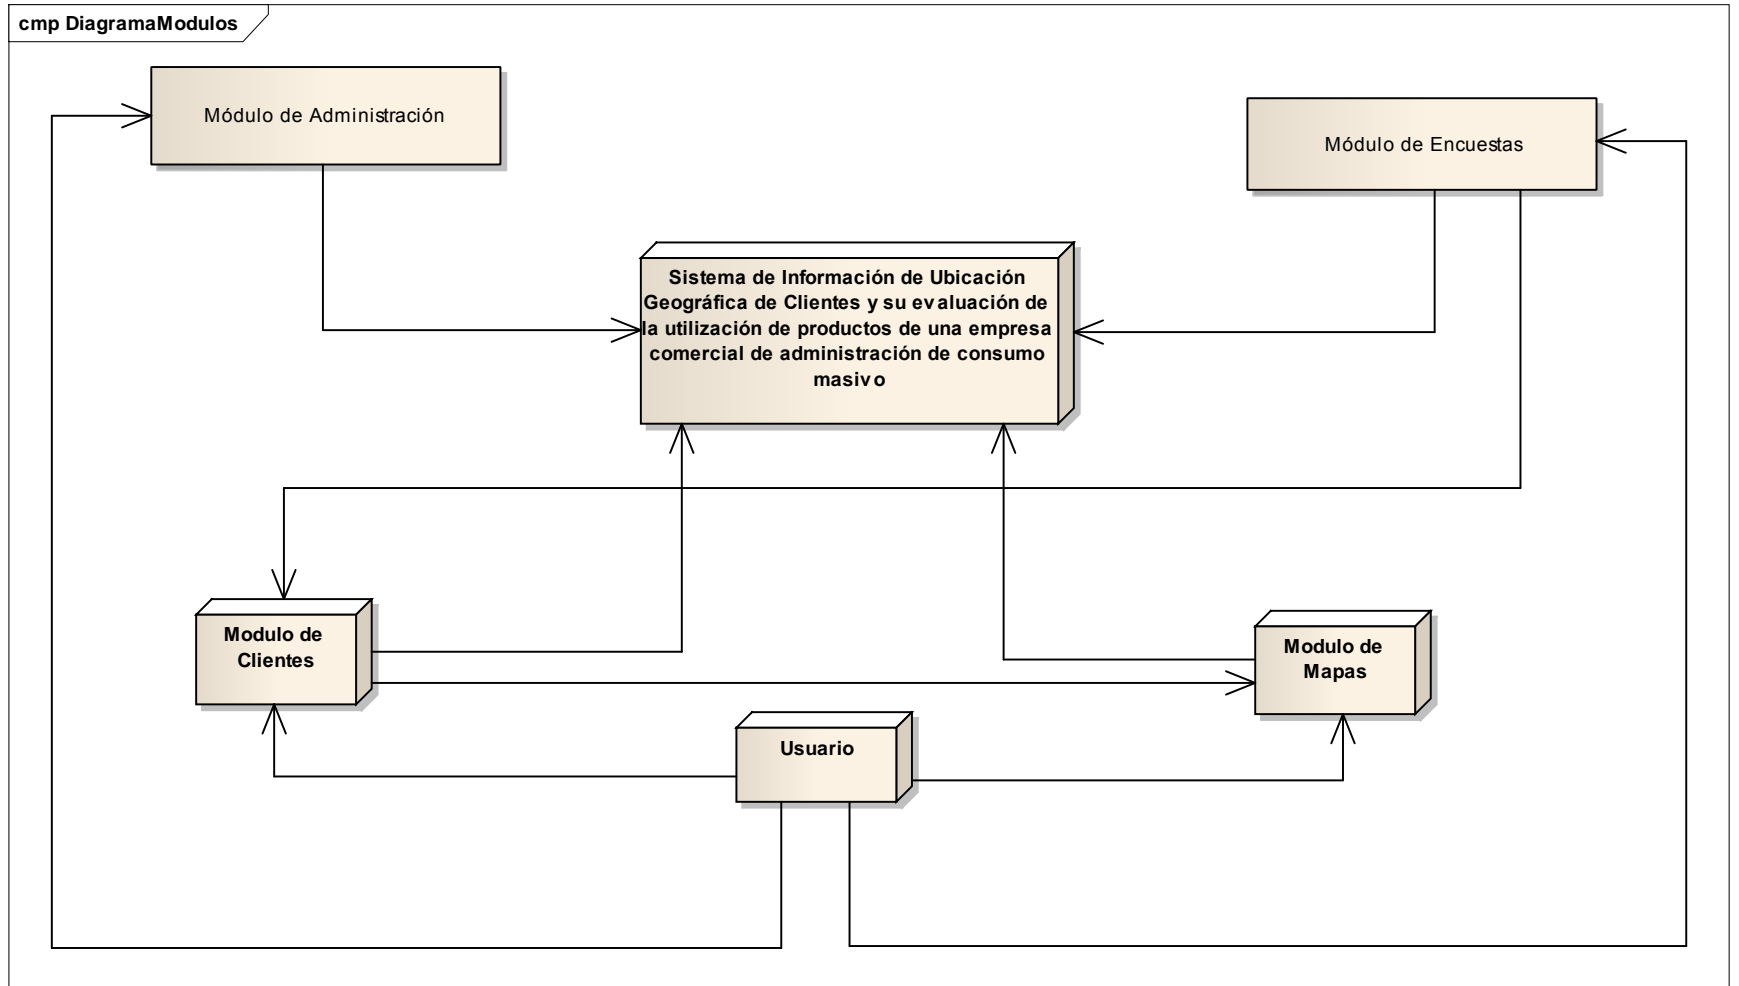 cmp DiagramaModulos
Módulo de Administración
Módulo de Encuestas
Sistema de Información de Ubicación
Geográfica de Clientes y su evaluación de
la utilización de productos de una empresa
comercial de administración de consumo
masivo
Modulo de
Clientes
Modulo de
Mapas
Usuario